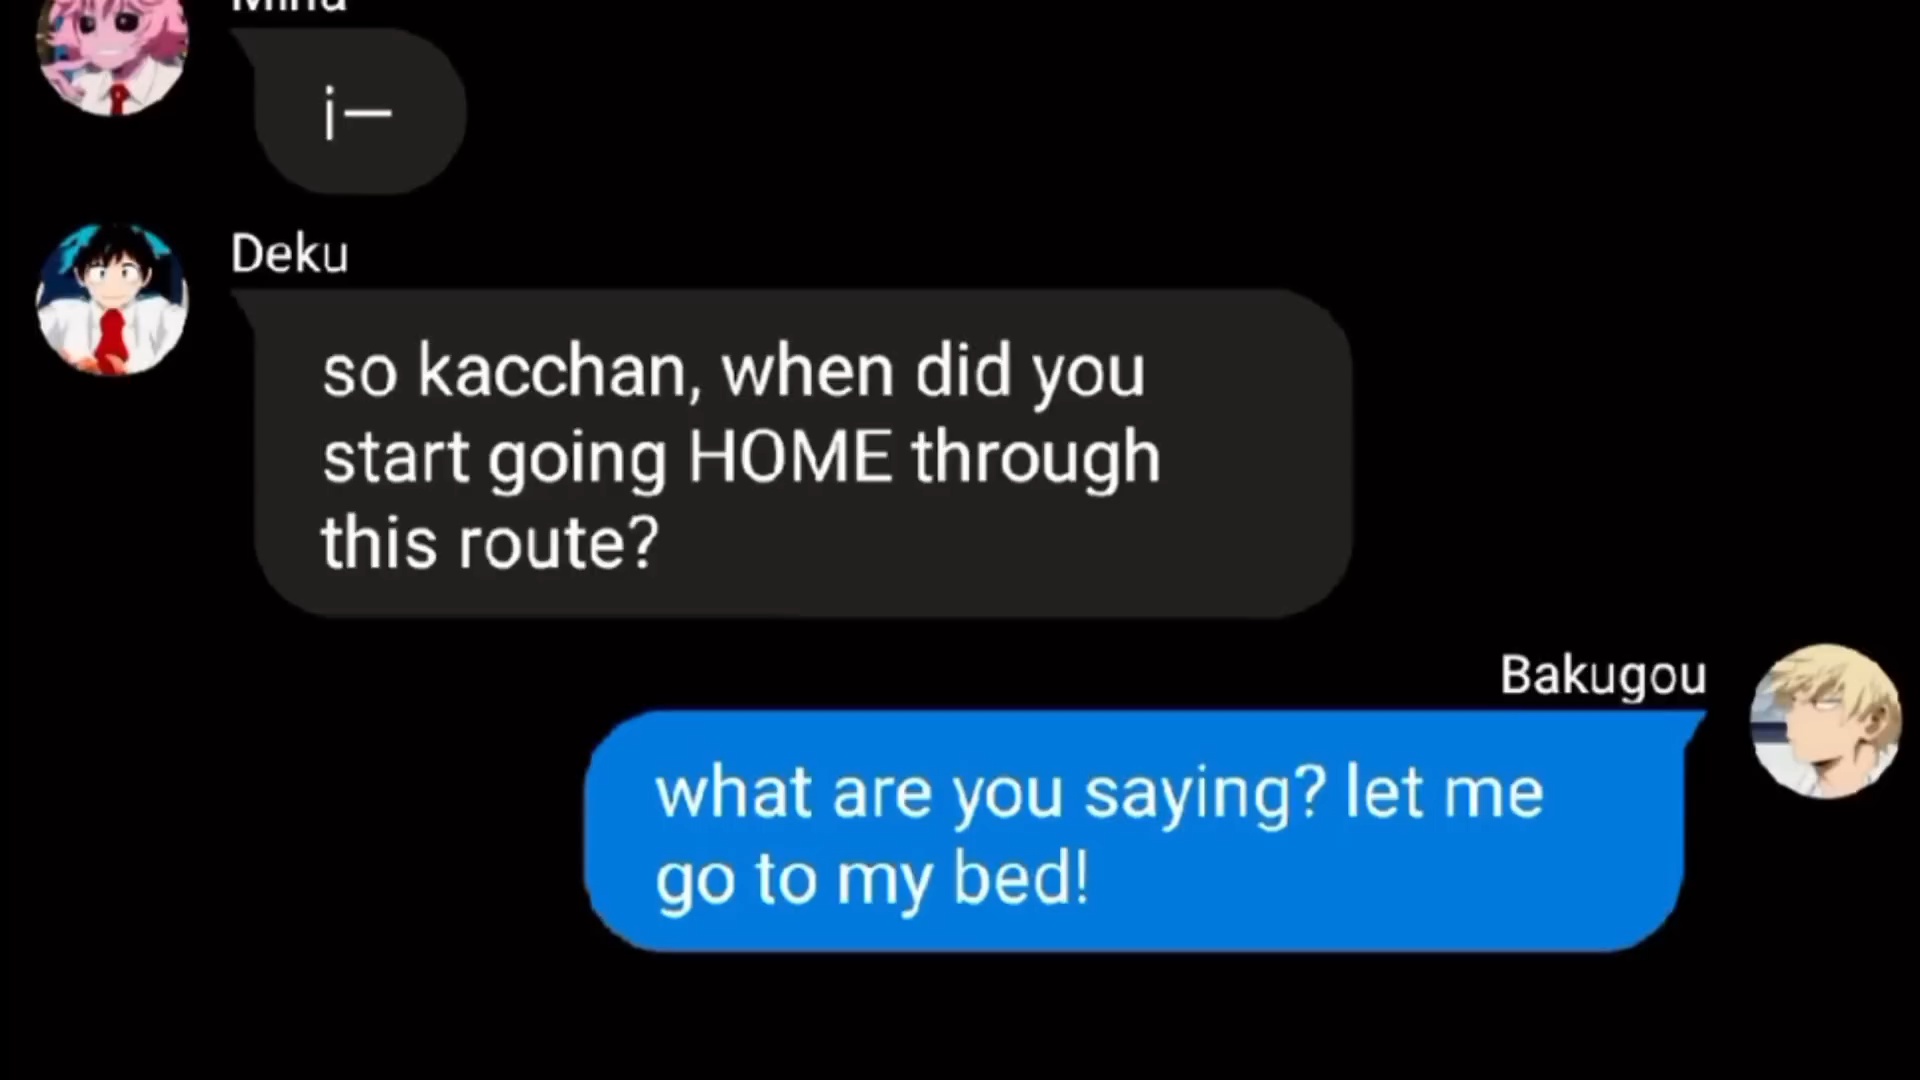 Mina
i—
Deku
so kacchan, when did you
start going HOME through
this route?
Bakugou
what are you saying? let me
go to my bed!